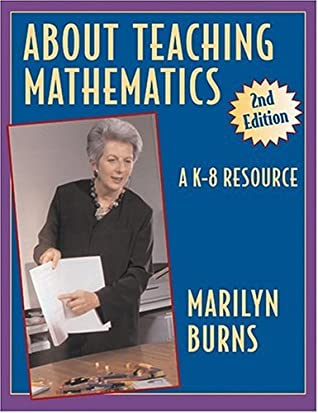 ABOUT TEACHING
MATHEMATICS
2nd
Edition
A K-8 RESOURCE
MARILYN
BURNS